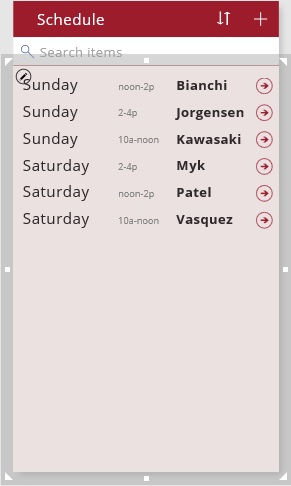 Schedule
Search items
Sunday noon-2p Bianchi
Sunday 2-4p Jorgensen
Sunday 10a-noon Kawasaki
Saturday 2-4p Myk
Saturday noon-2p Patel
Saturday 10a-noon Vasquez